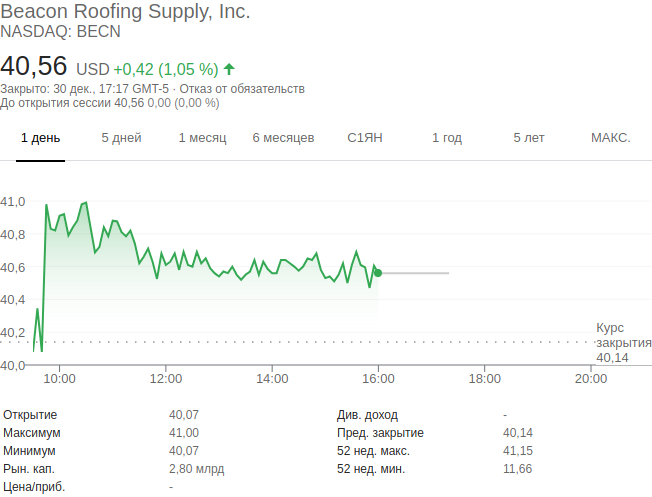 Beacon Roofing Supply, Inc.
NASDAQ: BECN
40,56 USD +0,42 (1,05 %)
Закрыто: 30 дек., 17:17 GMT-5 · Отказ от обязательств
До открытия сессии 40,56 0,00 (0,00 %)
1 день 5 дней 1 месяц 6 месяцев С1ЯН 1 год 5 лет МАКС.
41,0
40,8
40,6
40,4
40,2
40,0
Курс
закрытия
40,14
10:00 12:00 14:00 16:00 18:00 20:00
Открытие 40,07 Див. доход -
Максимум 41,00 Пред. закрытие 40,14
Минимум 40,07 52 нед. макс. 41,15
Рын. кап. 2,80 млрд 52 нед. мин. 11,66
Цена/приб. -